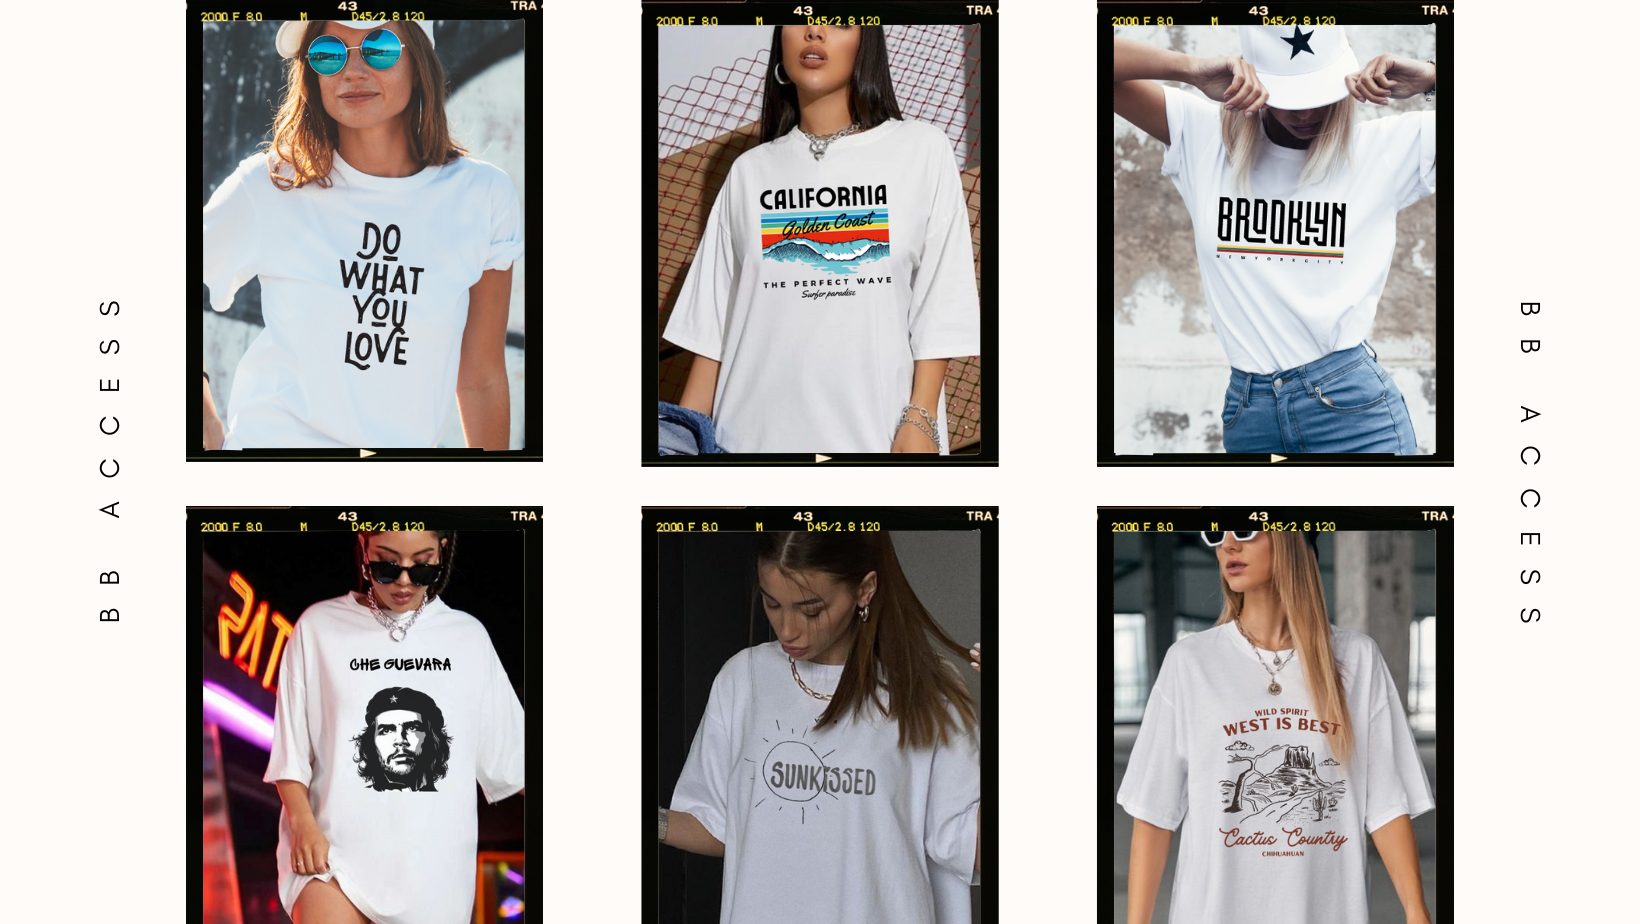 2000 F 8.0 M 43 D45/2.8 120 TRA
2000 F 8.0 M 43 D45/2.8 120 TRA
2000 F 8.0 M 43 D45/2.8 120 TRA
DO
WHAT
YOU
LOVE
CALIFORNIA
Golden Coast
THE PERFECT WAVE
Surfer paradise
BROOKLYN
NEWYORKCITY
BB ACCESS
BB ACCESS
2000 F 8.0 M 43 D45/2.8 120 TRA
2000 F 8.0 M 43 D45/2.8 120 TRA
2000 F 8.0 M 43 D45/2.8 120 TRA
CHE GUEVARA
SUNKISSED
WILD SPIRIT
WEST IS BEST
Cactus Country
CHIHUAHUAN